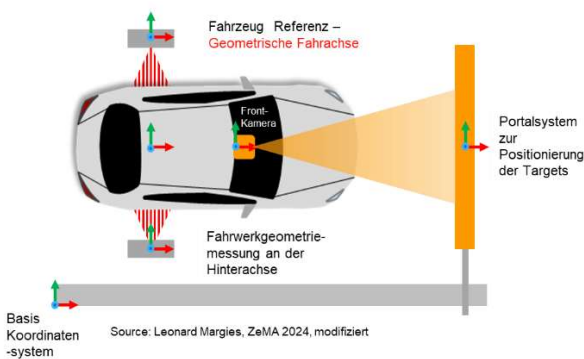 Fahrzeug Referenz –
Geometrische Fahrachse
Front-
Kamera
Portalsystem
zur
Positionierung
der Targets
Fahrwerkgeometrie-
messung an der
Hinterachse
Basis
Koordinaten
-system
Source: Leonard Margies, ZeMA 2024, modifiziert